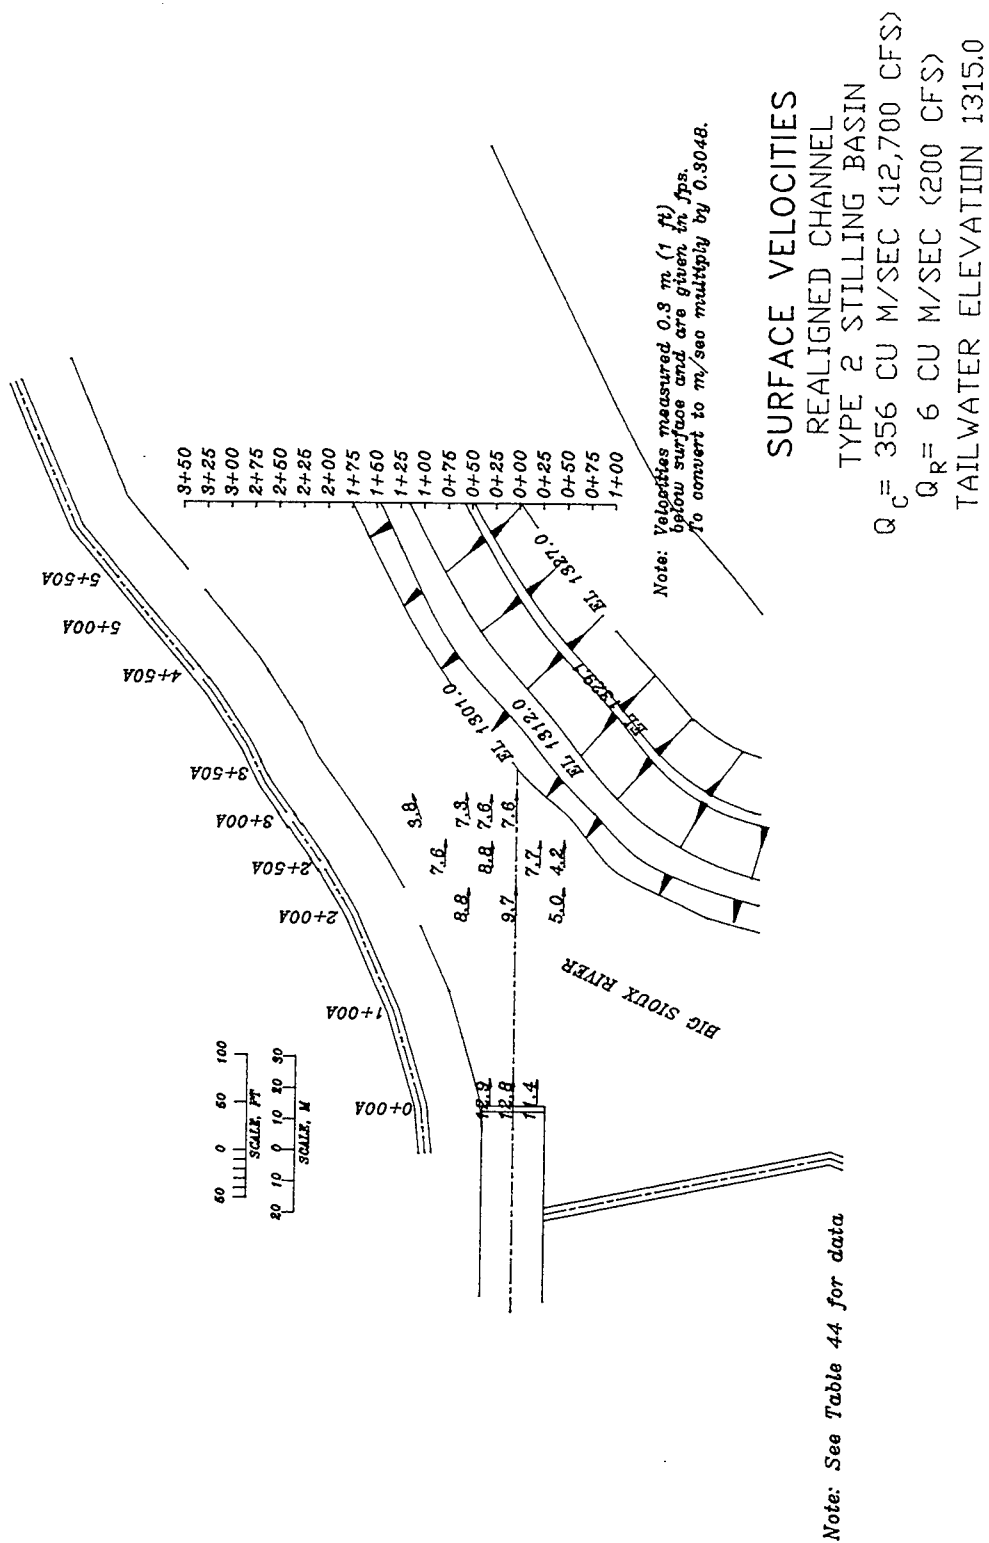 5+50A
5+00A
4+50A
3+50A
3+00A
2+50A
2+00A
1+00A
0+00A
50 0 50 100
SCALE, FT
20 10 0 10 20 30
SCALE, M
3+50
3+25
3+00
2+75
2+50
2+25
2+00
1+75
1+50
1+25
1+00
0+75
0+50
0+25
0+00
0+25
0+50
0+75
1+00
EL 1301.0
EL 1312.0
EL 1329.1
EL 1327.0
3.8
7.3
7.6
7.6
7.6
8.8
7.7
4.2
8.8
9.7
5.0
12.9
12.8
11.4
BIG SIOUX RIVER
Note: Velocities measured 0.3 m (1 ft)
below surface and are given in fps.
To convert to m/sec multiply by 0.3048.
SURFACE VELOCITIES
REALIGNED CHANNEL
TYPE 2 STILLING BASIN
QC= 356 CU M/SEC (12,700 CFS)
QR= 6 CU M/SEC (200 CFS)
TAILWATER ELEVATION 1315.0
Note: See Table 44 for data